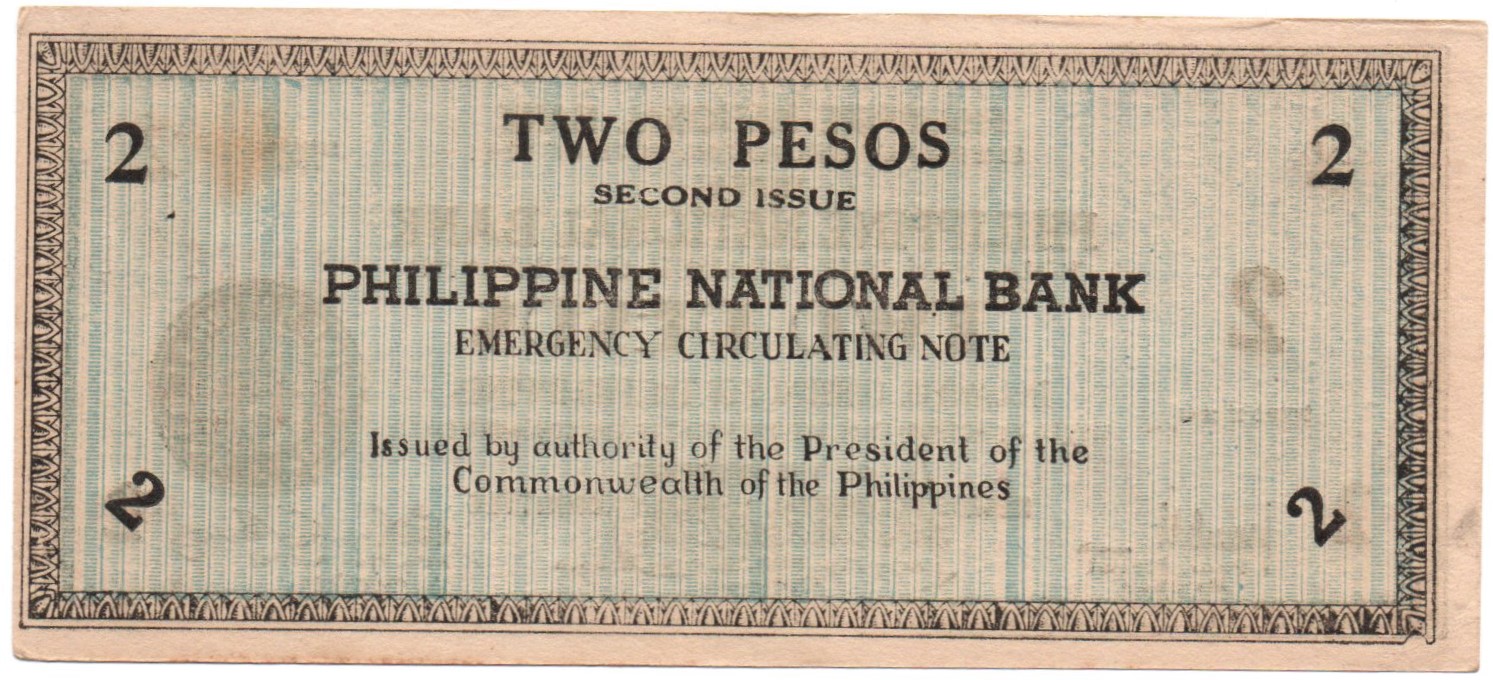 2 TWO PESOS 2
SECOND ISSUE
PHILIPPINE NATIONAL BANK
EMERGENCY CIRCULATING NOTE
2
Issued by authority of the President of the
Commonwealth of the Philippines
2 2